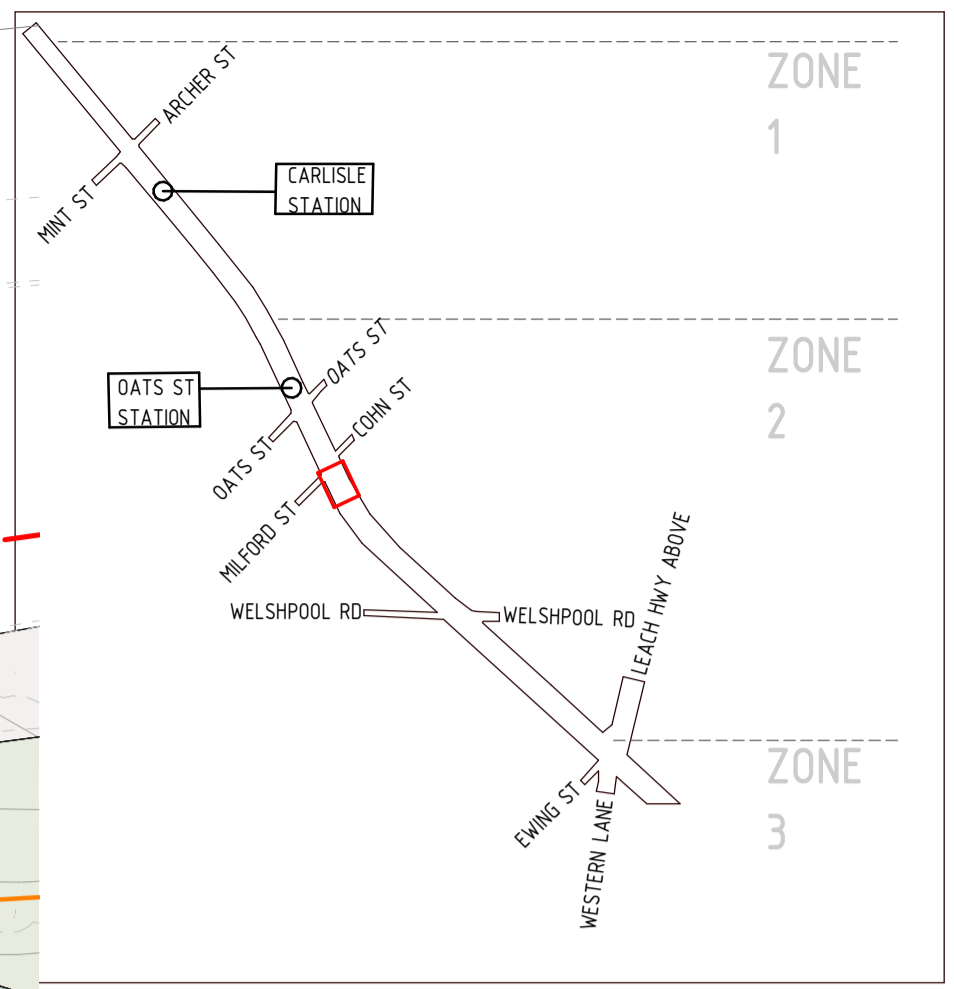 ARCHER ST
ZONE
1
MINT ST
CARLISLE
STATION
OATS ST
ZONE
2
OATS ST
STATION
COHN ST
OATS ST
MILFORD ST
WELSHPOOL RD
WELSHPOOL RD
LEACH HWY ABOVE
ZONE
3
EWING ST
WESTERN LANE